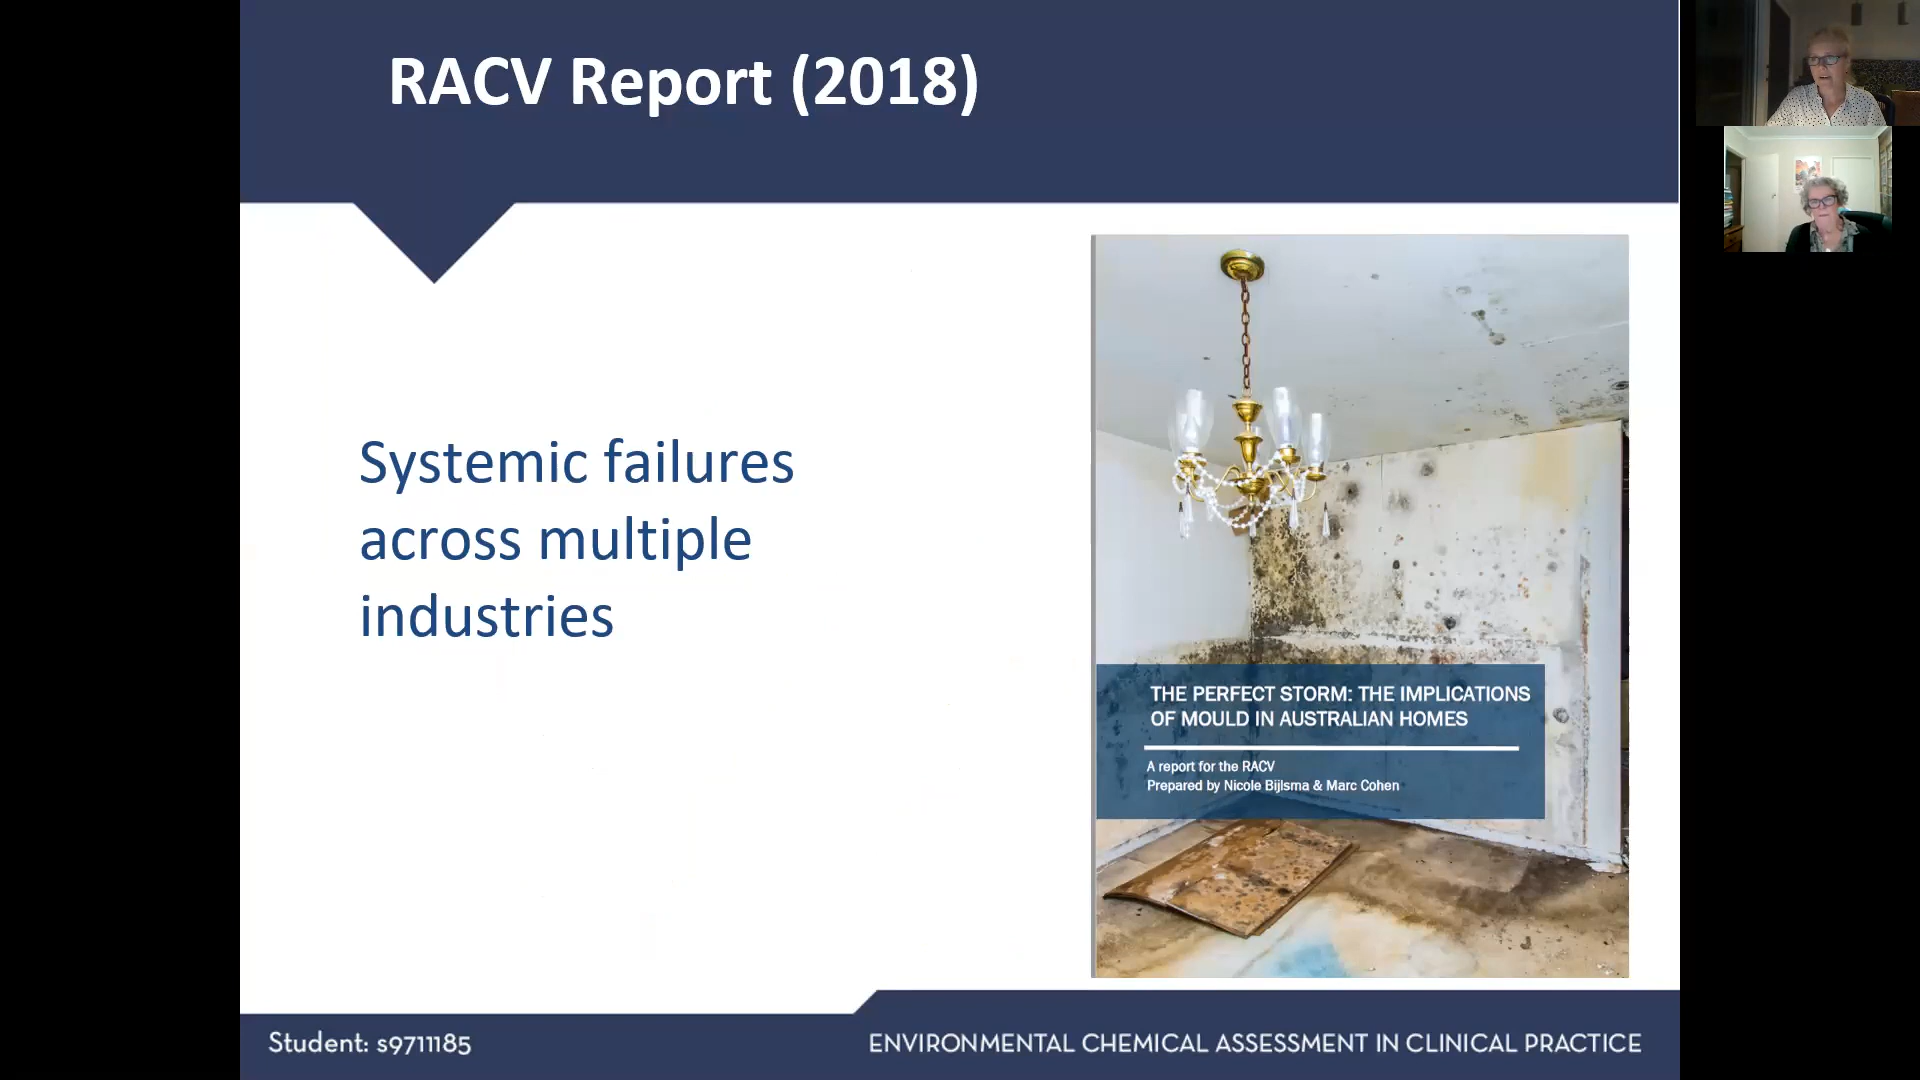 RACV Report (2018)
Systemic failures
across multiple
industries
THE PERFECT STORM: THE IMPLICATIONS
OF MOULD IN AUSTRALIAN HOMES
A report for the RACV
Prepared by Nicole Bijlsma & Marc Cohen
Student: s9711185
ENVIRONMENTAL CHEMICAL ASSESSMENT IN CLINICAL PRACTICE